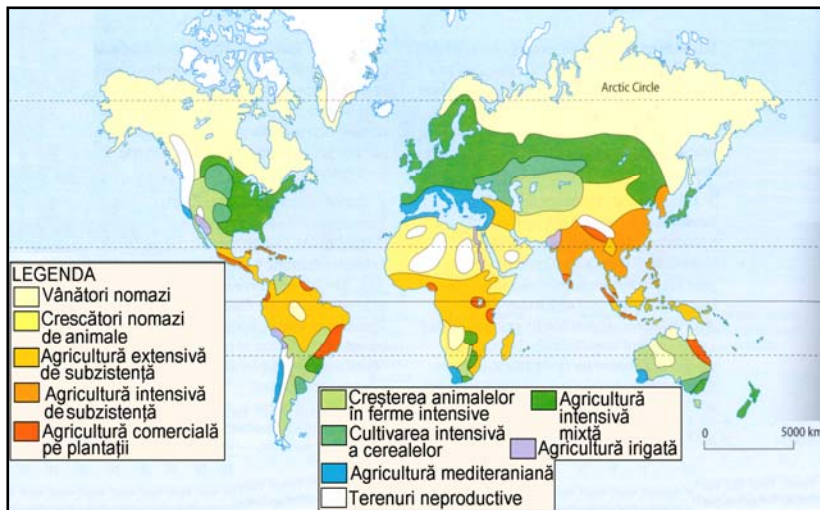 Arctic Circle
LEGENDA
Vânători nomazi
Crescători nomazi
de animale
Agricultură extensivă
de subzistență
Agricultură intensivă
de subzistență
Agricultură comercială
pe plantații
Creșterea animalelor
în ferme intensive
Cultivarea intensivă
a cerealelor
Agricultură mediteraniană
Terenuri neproductive
Agricultură
intensivă
mixtă
Agricultură irigată
0 5000 km